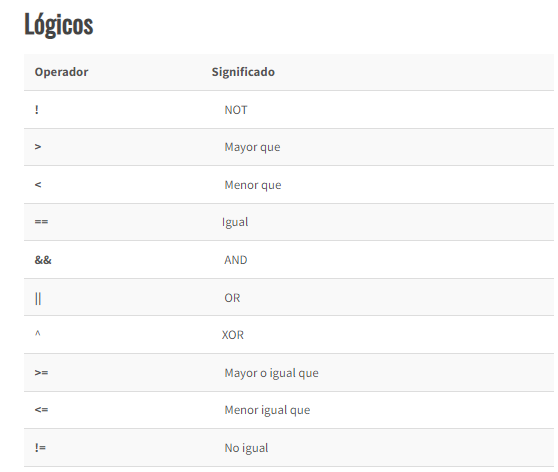 Lógicos
Operador Significado
! NOT
> Mayor que
< Menor que
== Igual
&& AND
|| OR
^ XOR
>= Mayor o igual que
<= Menor igual que
!= No igual